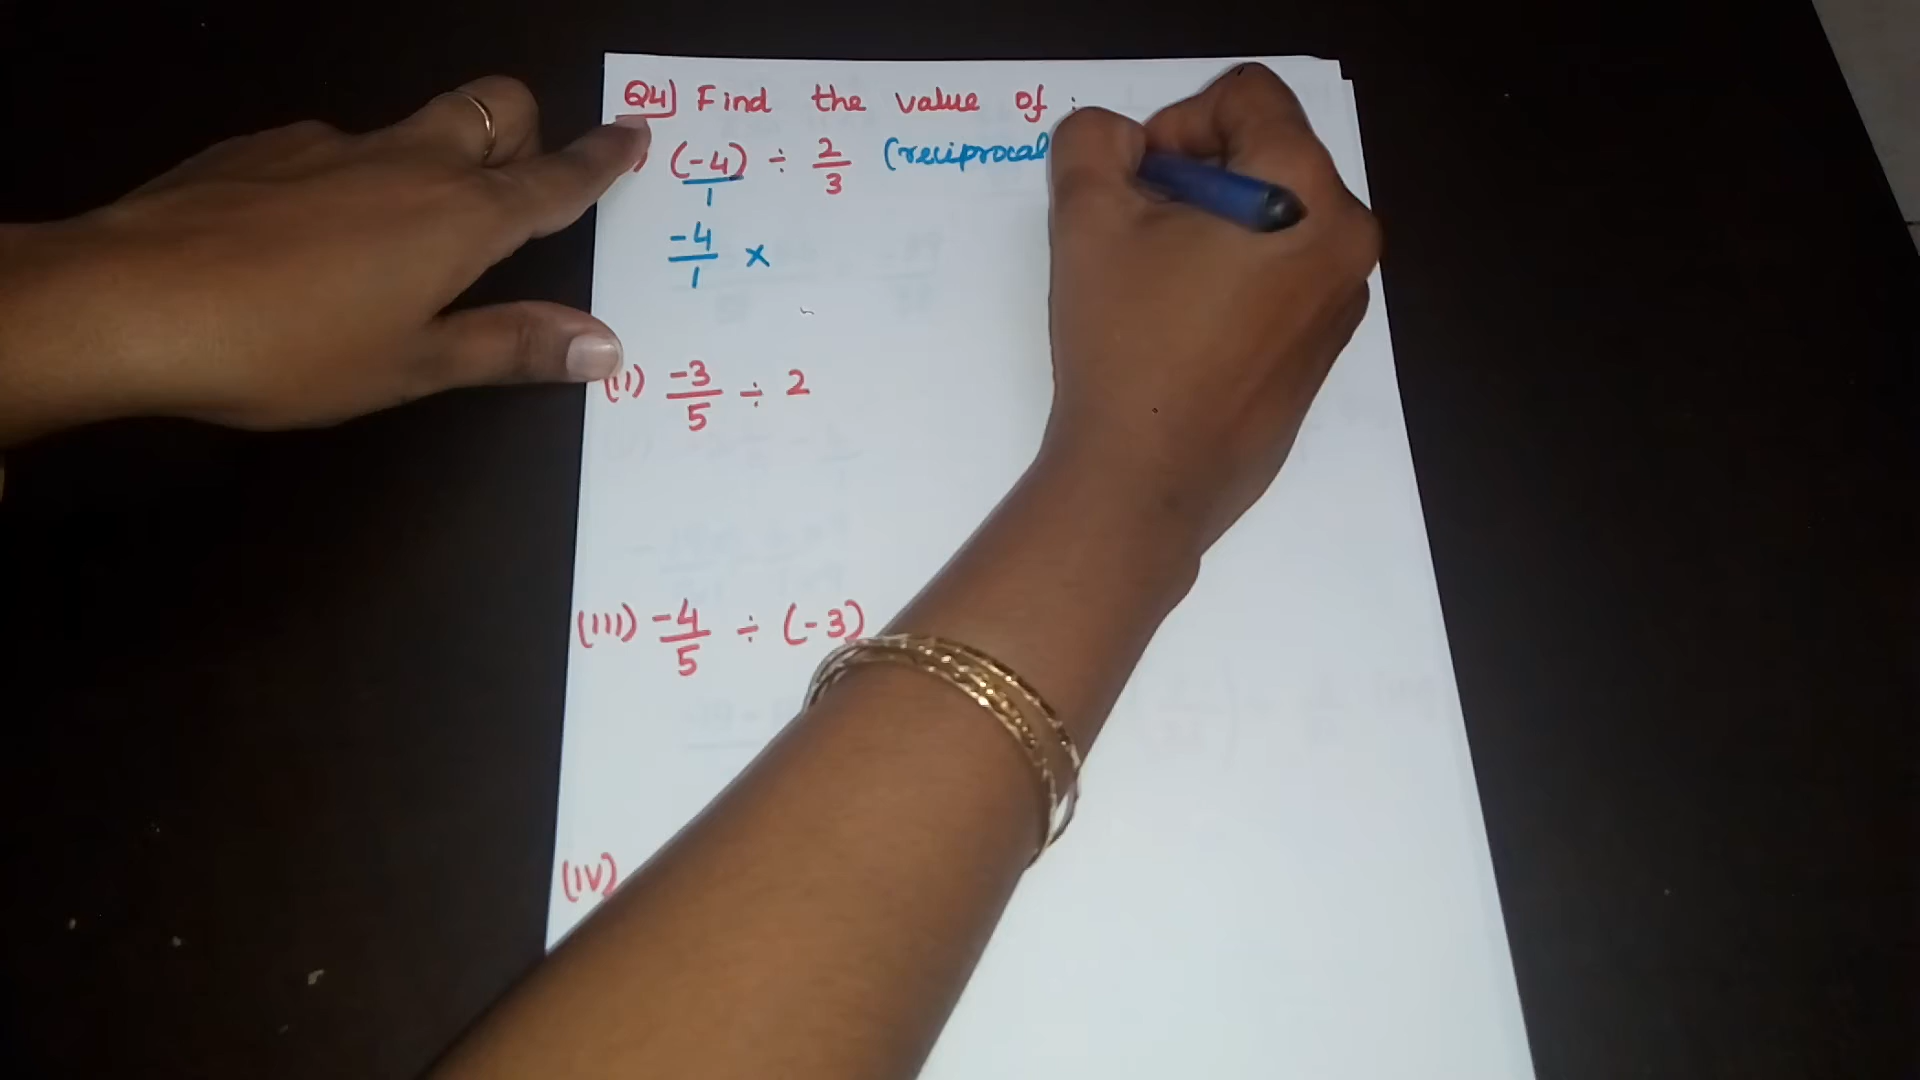 Q4) Find the value of :
) (-4)/1 ÷ 2/3 (reciprocal
-4/1 ×
(ii) -3/5 ÷ 2
(iii) -4/5 ÷ (-3)
(iv)